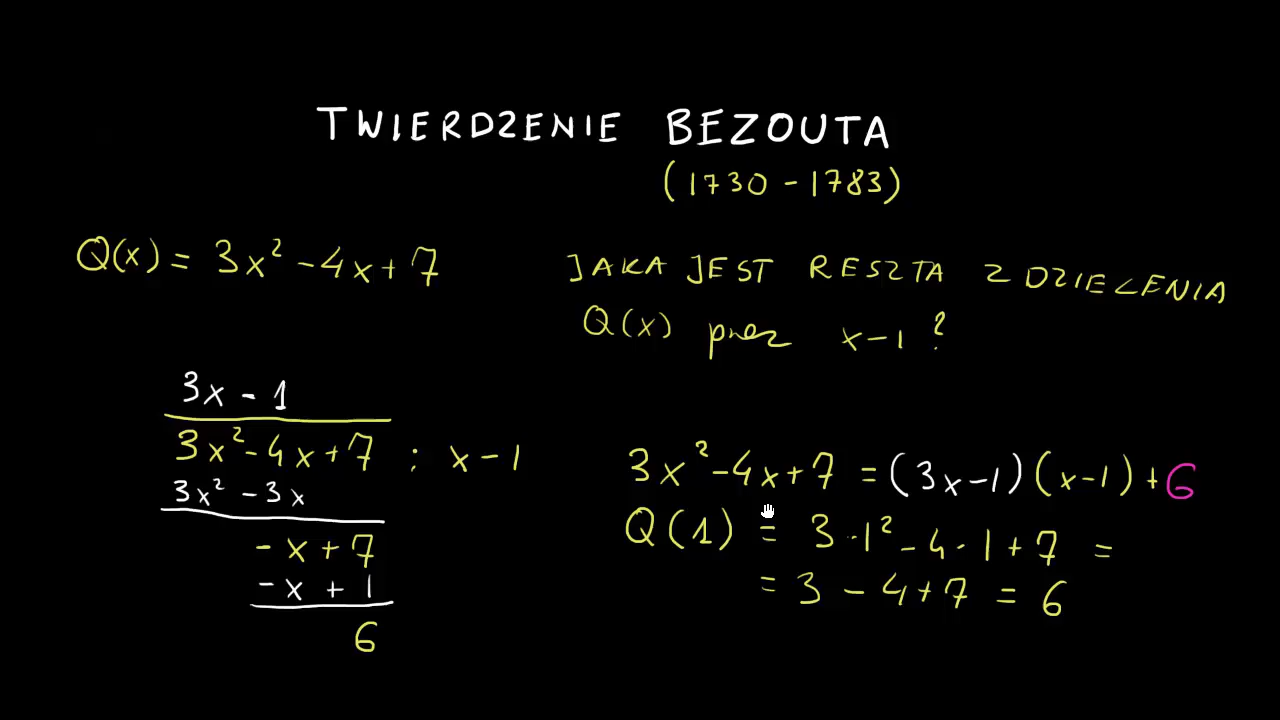 TWIERDZENIE BEZOUTA
(1730 - 1783)
Q(x) = 3x² - 4x + 7
JAKA JEST RESZTA Z DZIELENIA
Q(x) przez x - 1 ?
3x - 1
3x² - 4x + 7 : x - 1
3x² - 3x
- x + 7
- x + 1
6
3x² - 4x + 7 = (3x - 1)(x - 1) + 6
Q(1) = 3 · 1² - 4 · 1 + 7 =
= 3 - 4 + 7 = 6